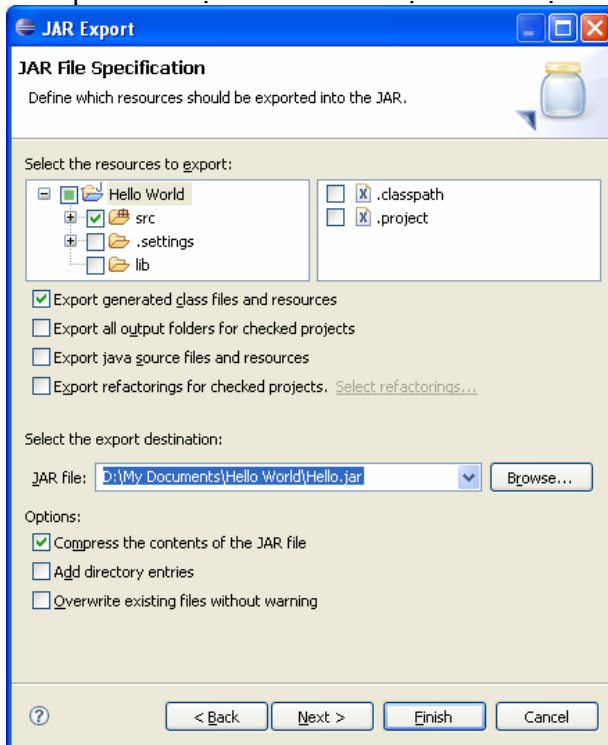 JAR Export
JAR File Specification
Define which resources should be exported into the JAR.
Select the resources to export:
Hello World
src
.settings
lib
.classpath
.project
Export generated class files and resources
Export all output folders for checked projects
Export java source files and resources
Export refactorings for checked projects. Select refactorings...
Select the export destination:
JAR file: D:\My Documents\Hello World\Hello.jar Browse...
Options:
Compress the contents of the JAR file
Add directory entries
Overwrite existing files without warning
? < Back Next > Finish Cancel